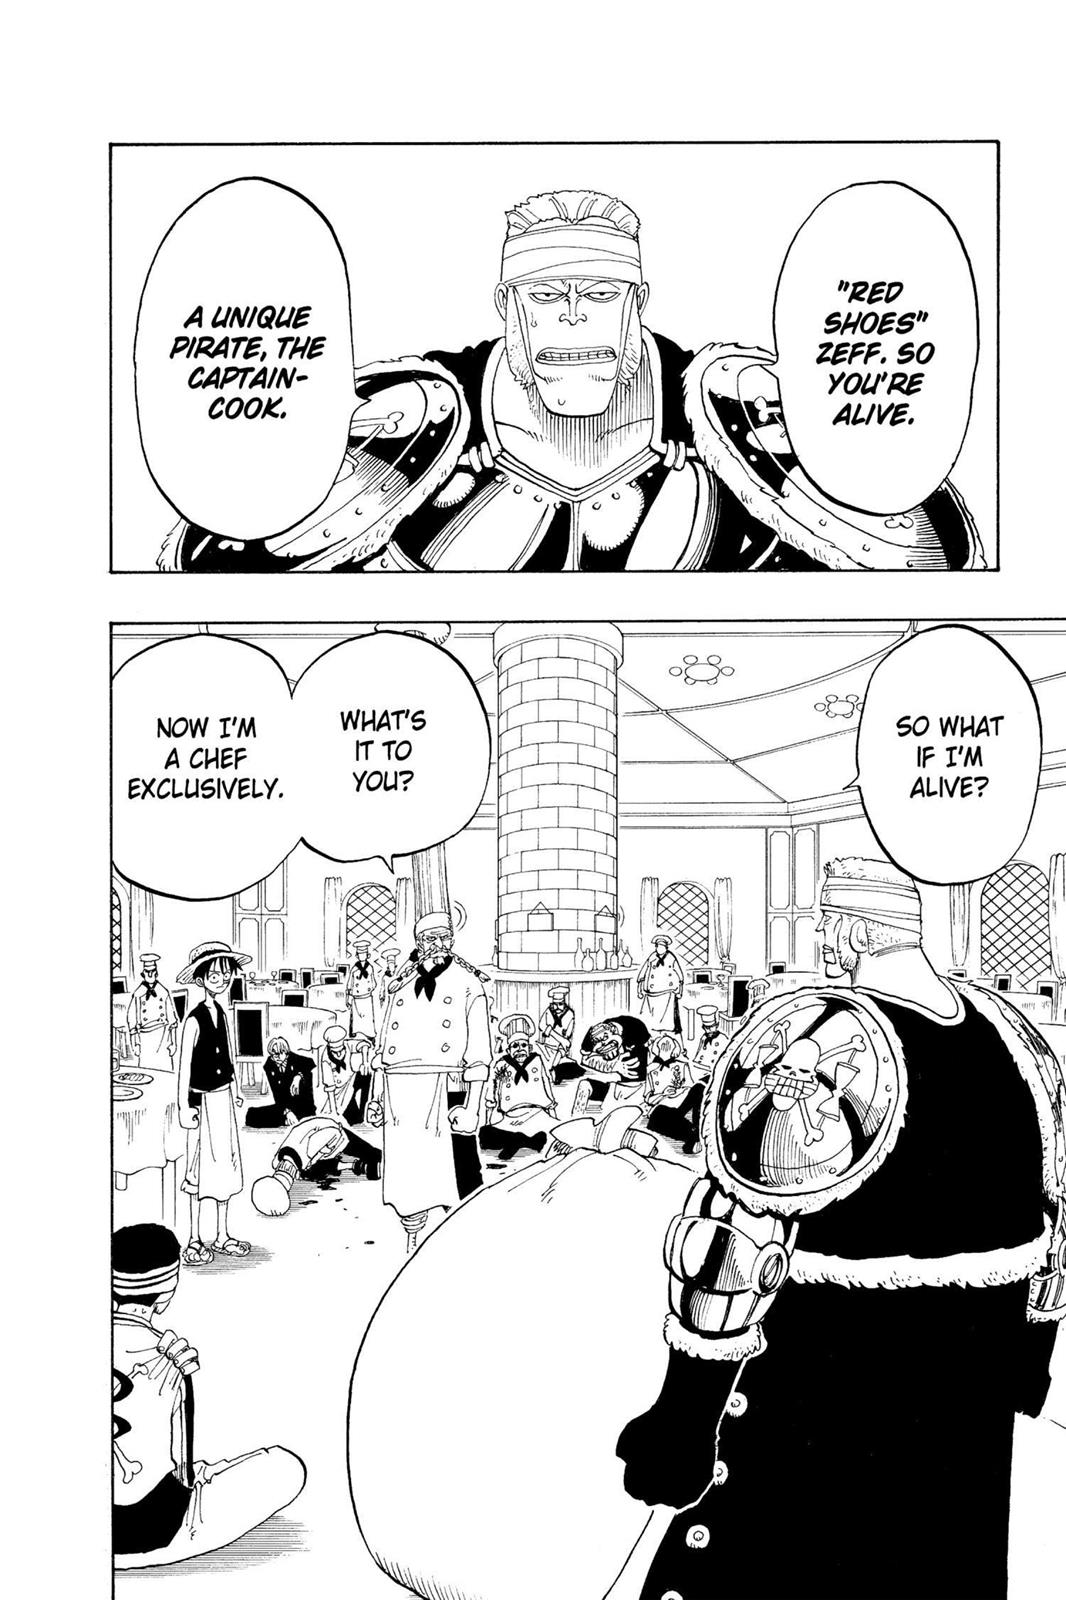 "RED
SHOES"
ZEFF. SO
YOU'RE
ALIVE.
A UNIQUE
PIRATE, THE
CAPTAIN-
COOK.
SO WHAT
IF I'M
ALIVE?
WHAT'S
IT TO
YOU?
NOW I'M
A CHEF
EXCLUSIVELY.